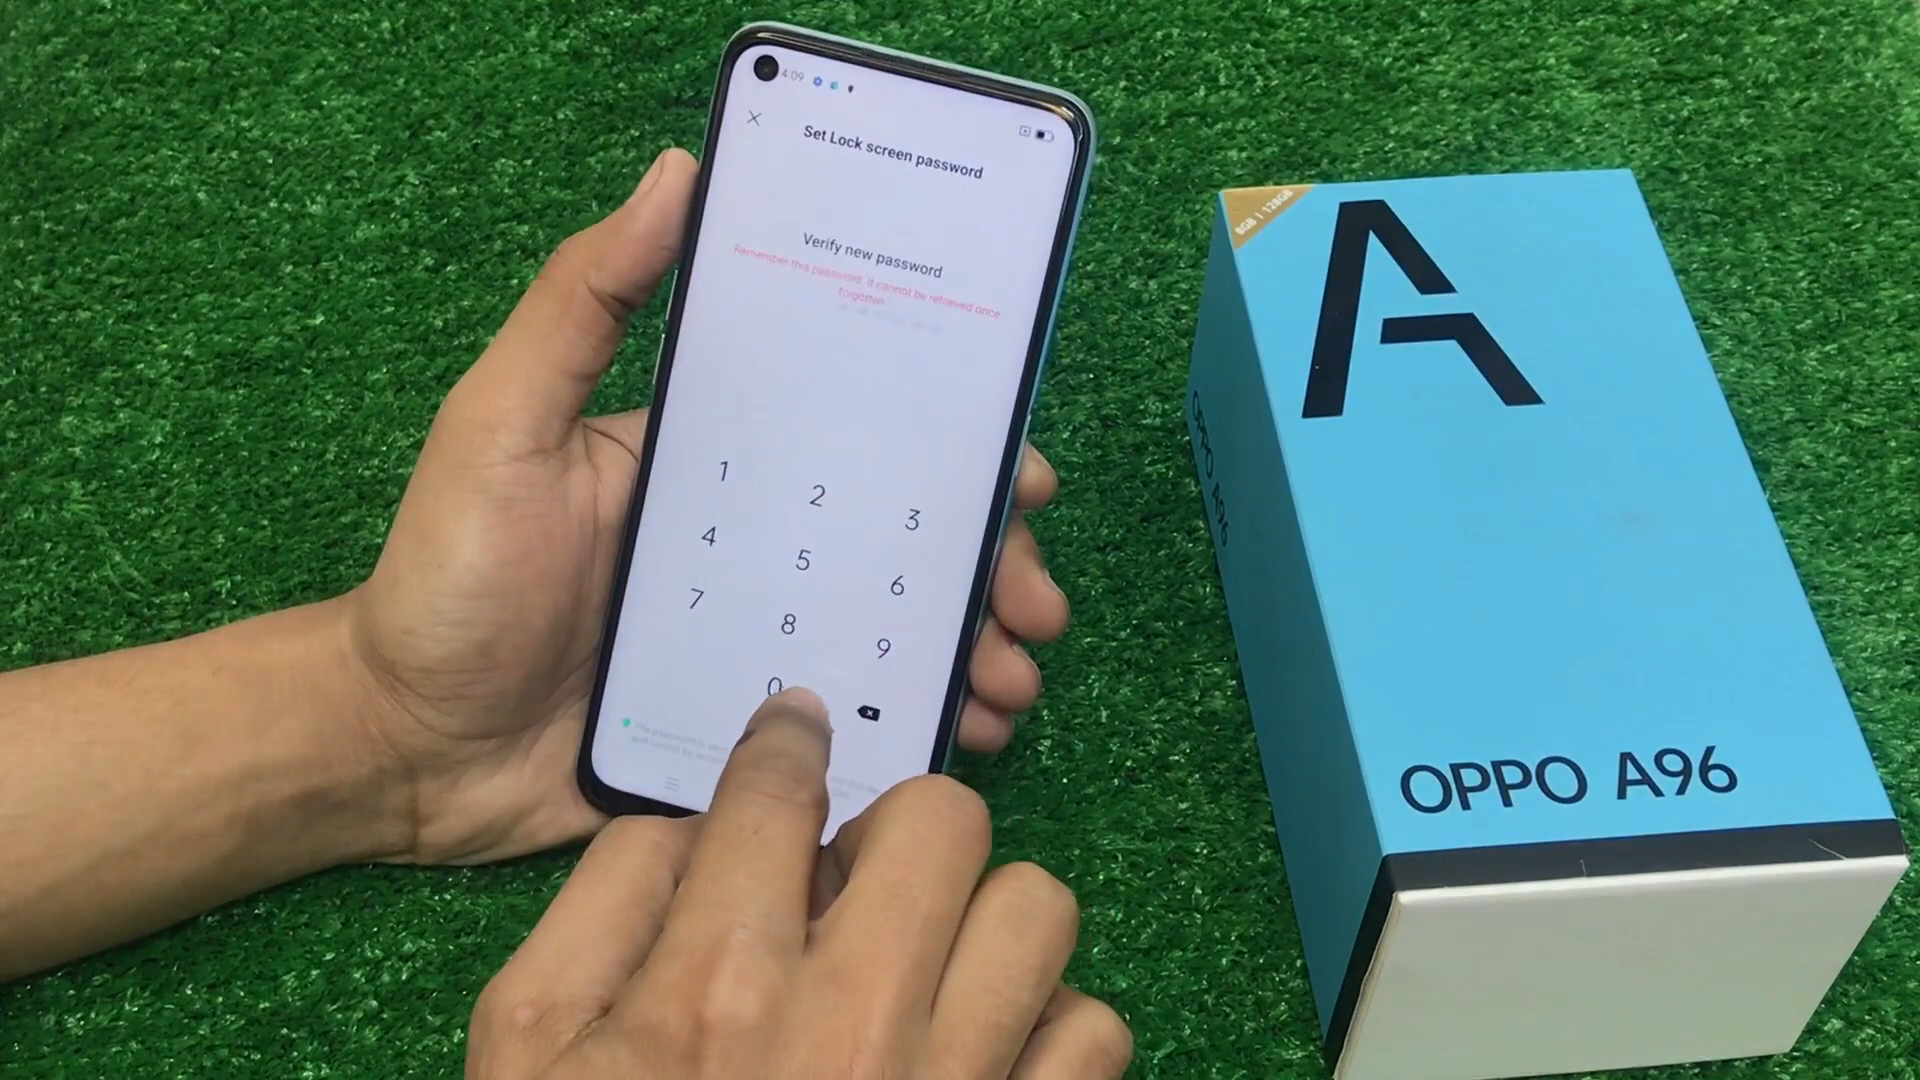 4:09
Set Lock screen password
Verify new password
Remember this password. It cannot be retrieved once
forgotten
1
2
3
4
5
6
7
8
9
0
8GB | 128GB
A
OPPO A96
OPPO A96